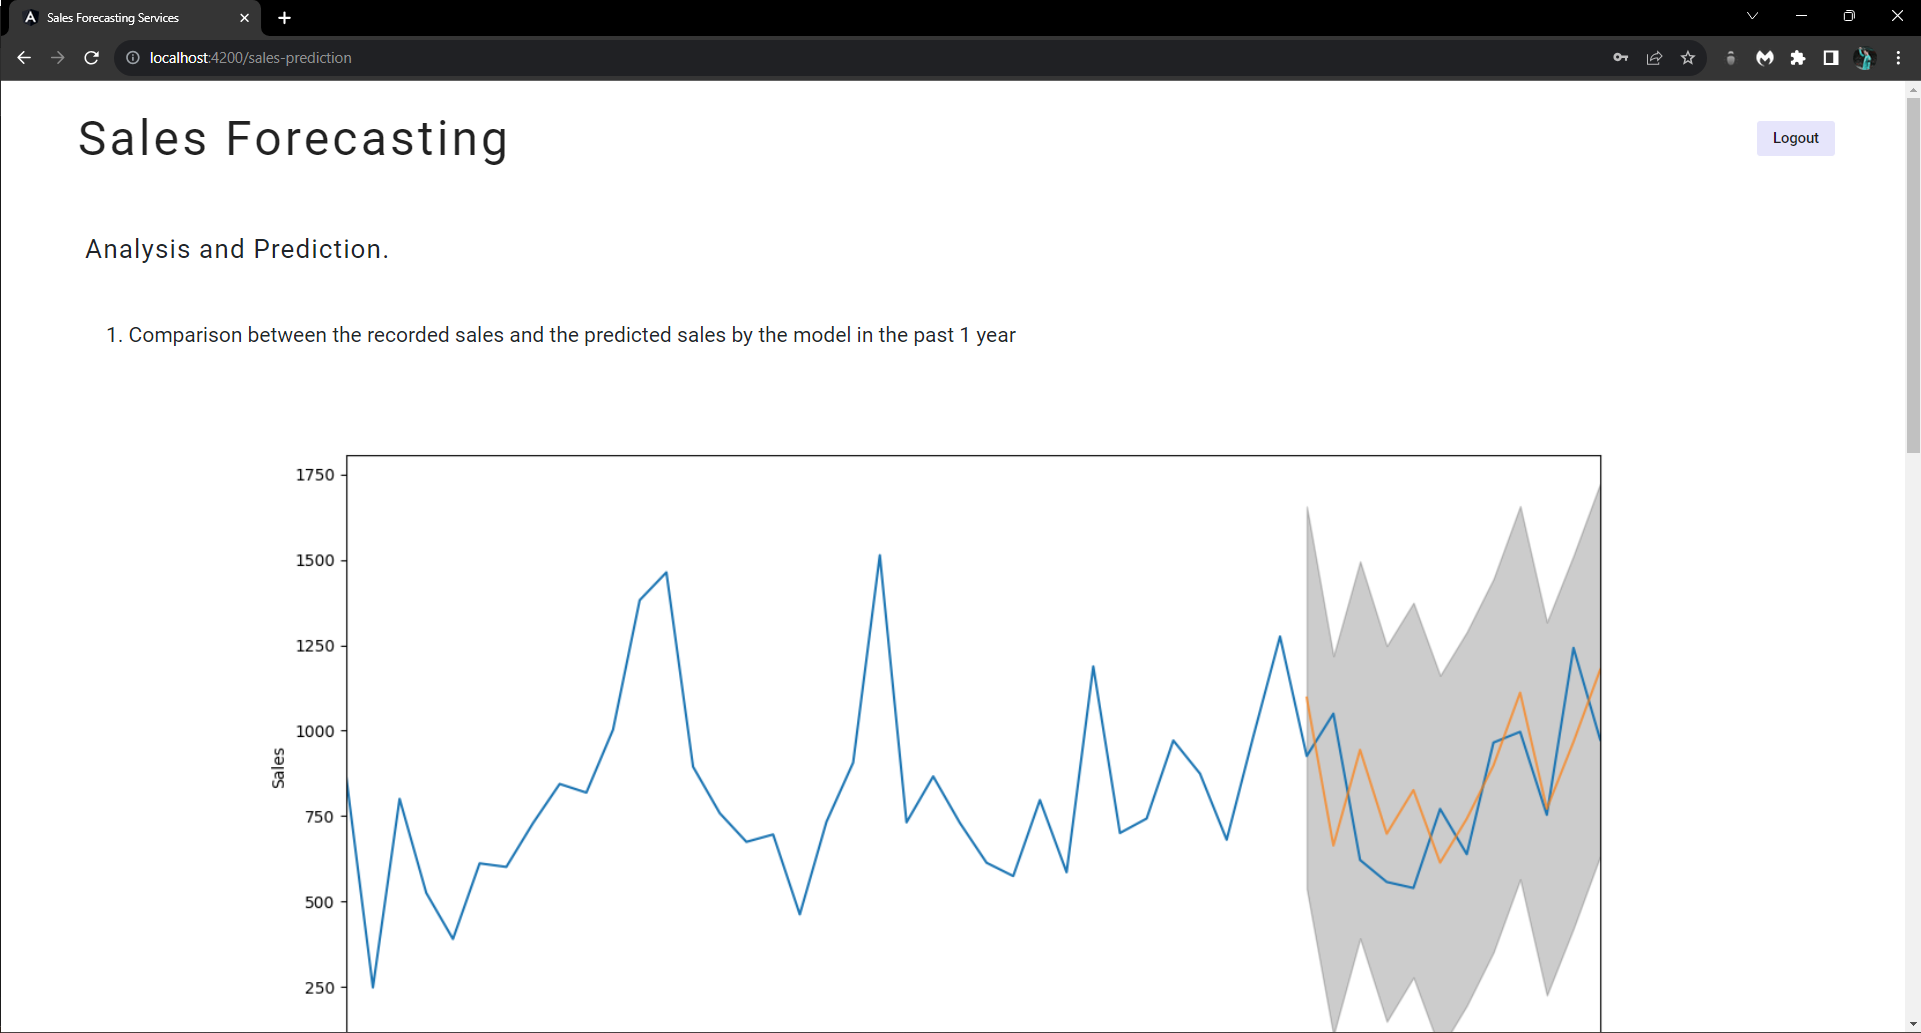 Sales Forecasting Services
localhost:4200/sales-prediction
Sales Forecasting
Logout
Analysis and Prediction.
1. Comparison between the recorded sales and the predicted sales by the model in the past 1 year
1750
1500
1250
1000
750
500
250
Sales